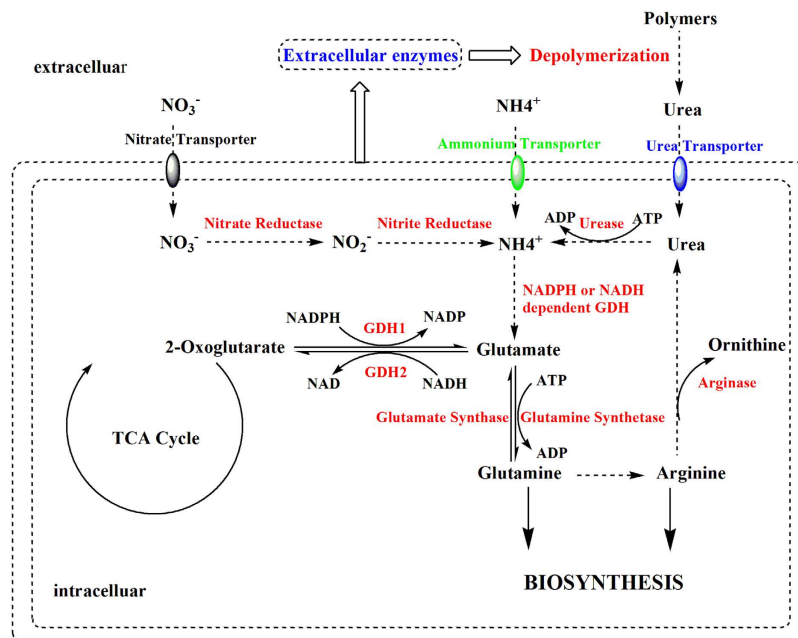 Polymers
Extracellular enzymes
Depolymerization
extracelluar
NO3-
NH4+
Urea
Nitrate Transporter
Ammonium Transporter
Urea Transporter
Nitrate Reductase
Nitrite Reductase
ADP
Urease
ATP
NO3-
NO2-
NH4+
Urea
NADPH or NADH
dependent GDH
NADPH
GDH1
NADP
2-Oxoglutarate
Glutamate
Ornithine
NAD
GDH2
NADH
ATP
Arginase
Glutamate Synthase
Glutamine Synthetase
TCA Cycle
ADP
Glutamine
Arginine
BIOSYNTHESIS
intracelluar